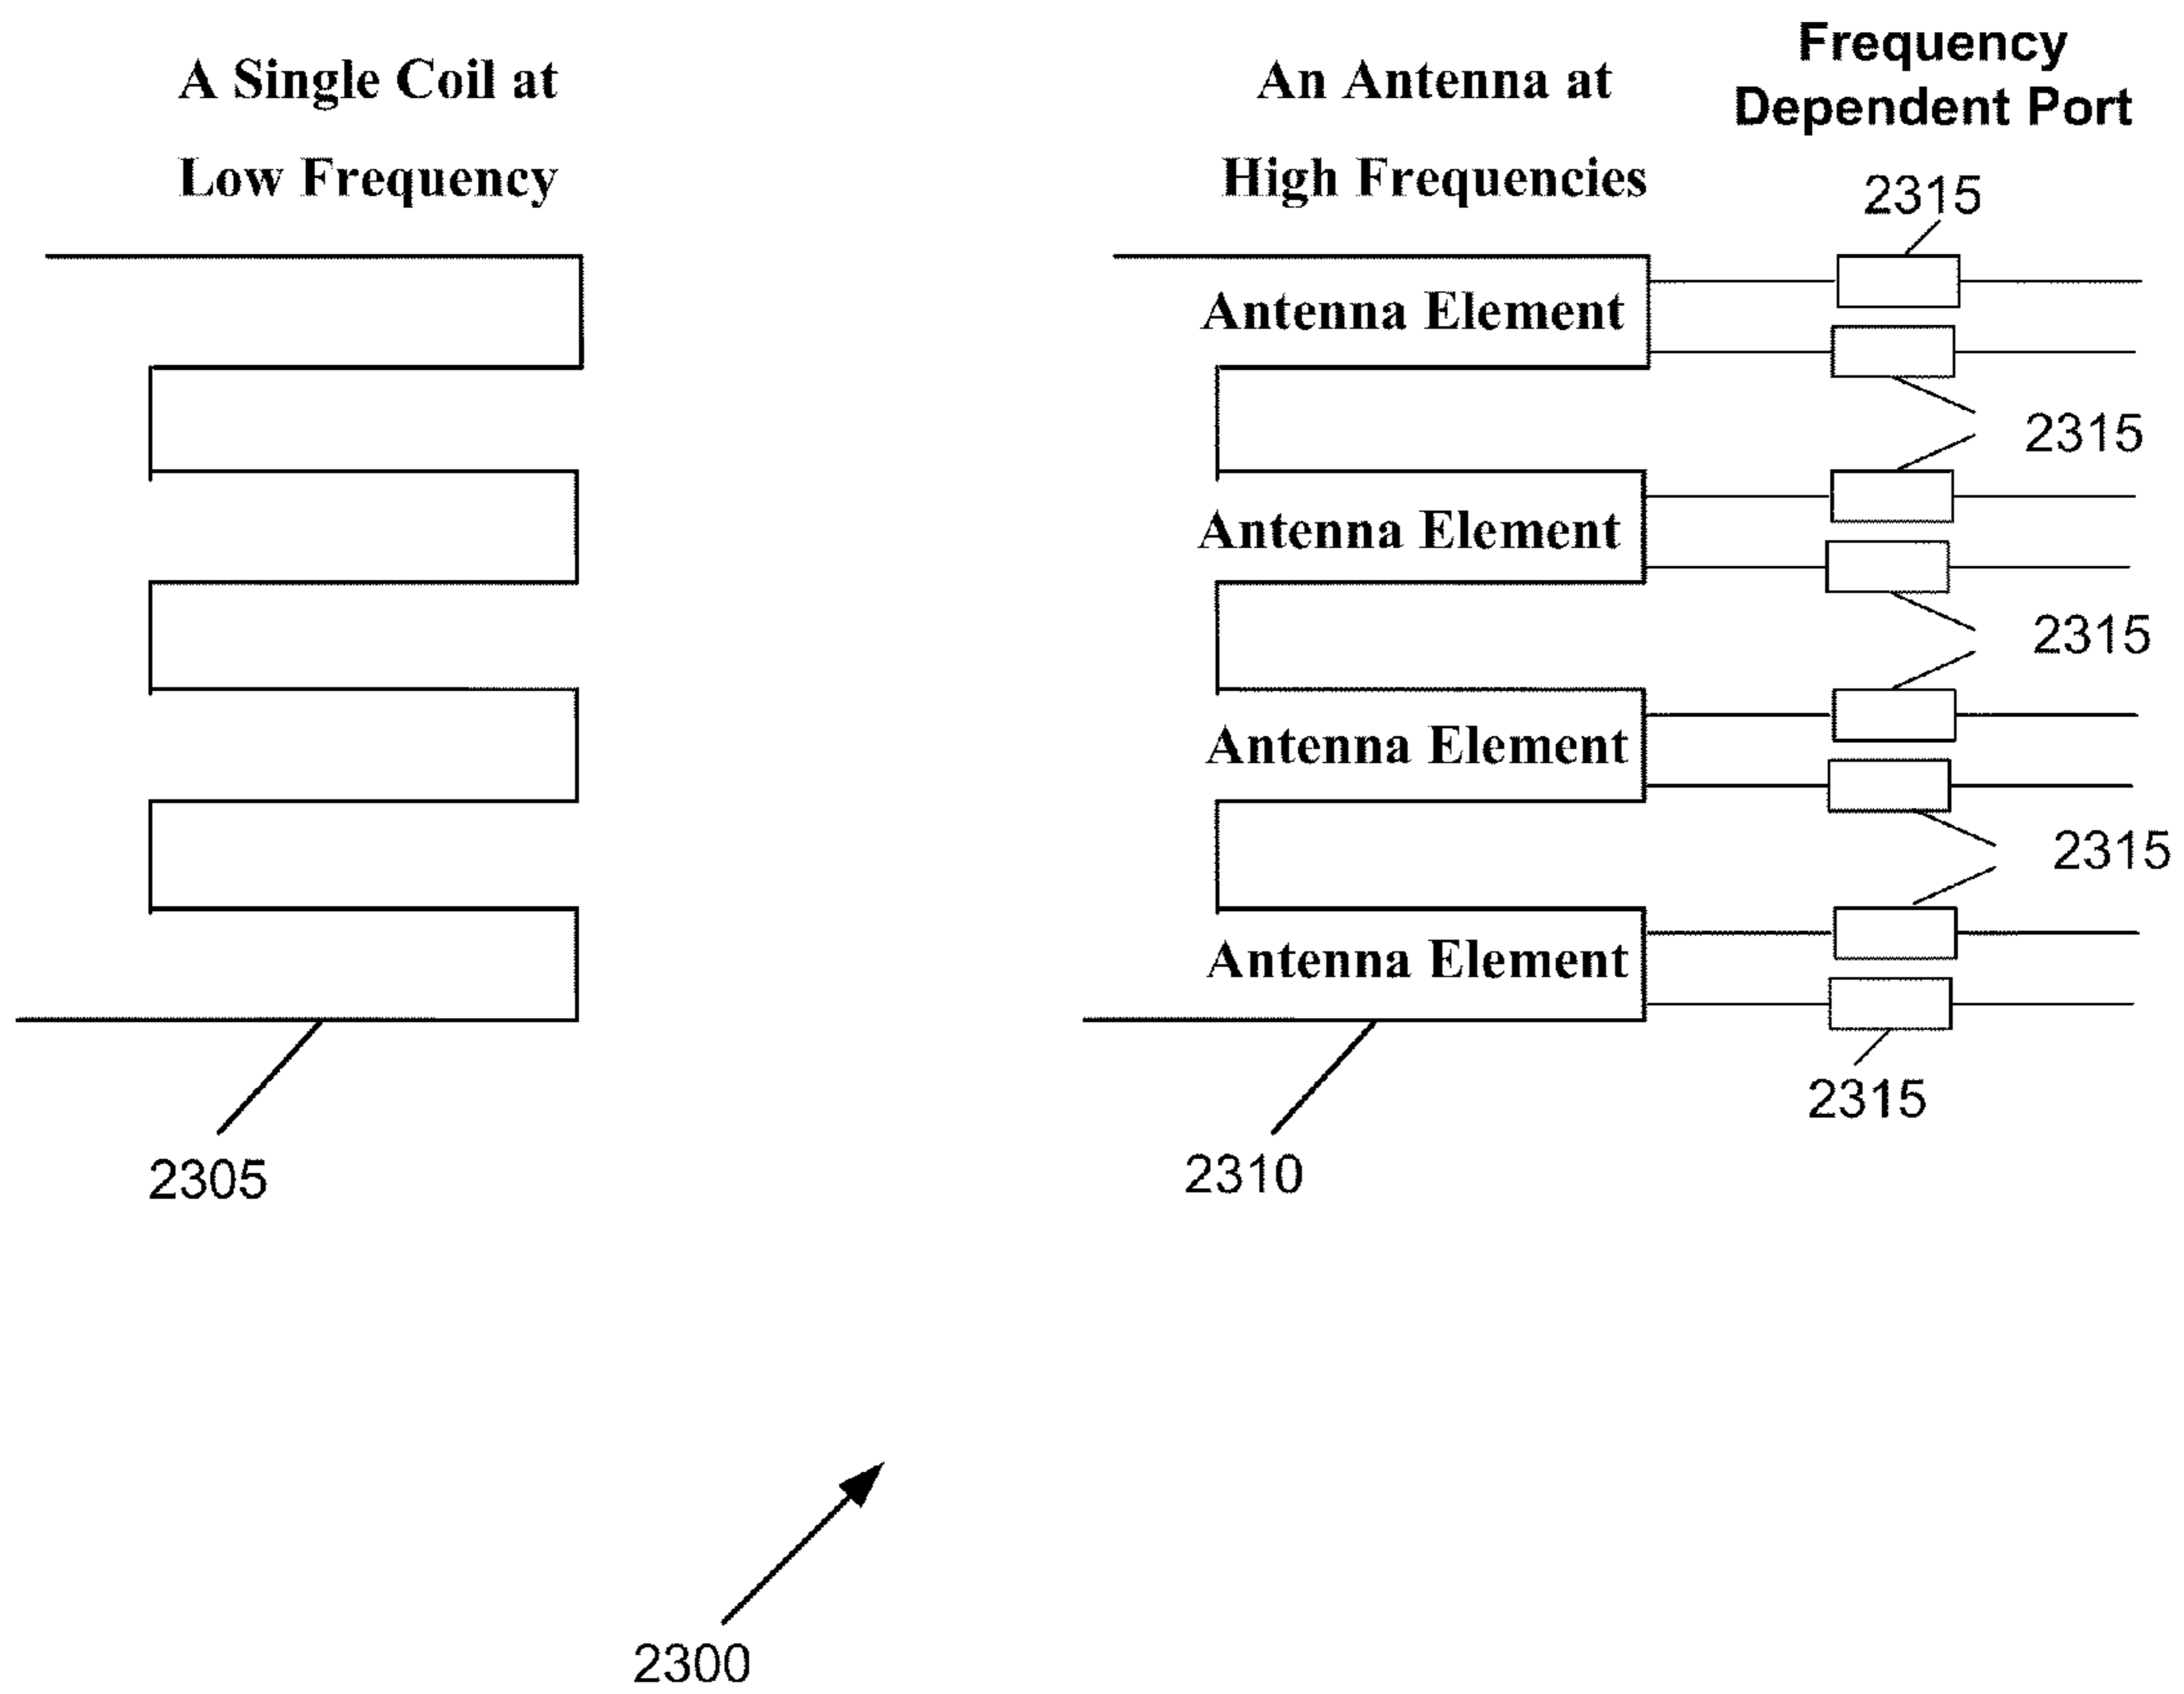 A Single Coil at
Low Frequency
An Antenna at
High Frequencies
Frequency
Dependent Port
2315
Antenna Element
2315
Antenna Element
2315
Antenna Element
2315
Antenna Element
2315
2305
2310
2300